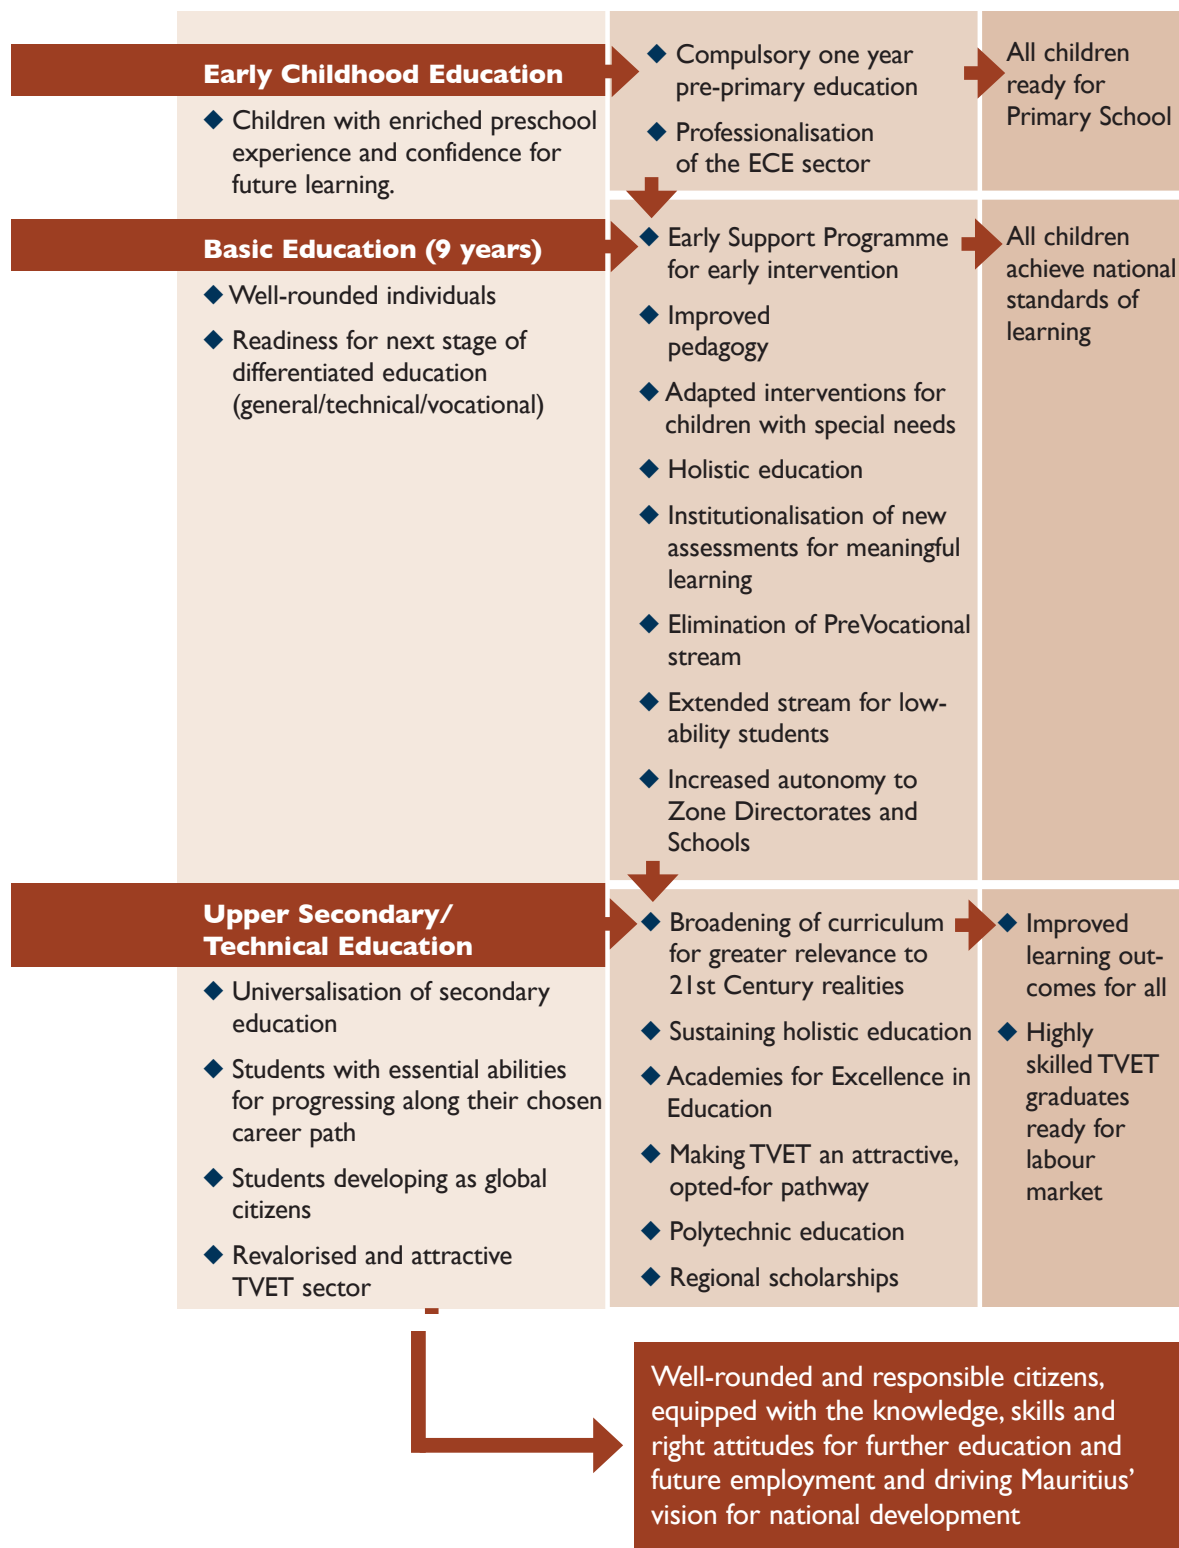 Early Childhood Education
◆ Children with enriched preschool
experience and confidence for
future learning.
◆ Compulsory one year
pre-primary education
◆ Professionalisation
of the ECE sector
All children
ready for
Primary School
Basic Education (9 years)
◆ Well-rounded individuals
◆ Readiness for next stage of
differentiated education
(general/technical/vocational)
◆ Early Support Programme
for early intervention
◆ Improved
pedagogy
◆ Adapted interventions for
children with special needs
◆ Holistic education
◆ Institutionalisation of new
assessments for meaningful
learning
◆ Elimination of PreVocational
stream
◆ Extended stream for low-
ability students
◆ Increased autonomy to
Zone Directorates and
Schools
All children
achieve national
standards of
learning
Upper Secondary/
Technical Education
◆ Universalisation of secondary
education
◆ Students with essential abilities
for progressing along their chosen
career path
◆ Students developing as global
citizens
◆ Revalorised and attractive
TVET sector
◆ Broadening of curriculum
for greater relevance to
21st Century realities
◆ Sustaining holistic education
◆ Academies for Excellence in
Education
◆ Making TVET an attractive,
opted-for pathway
◆ Polytechnic education
◆ Regional scholarships
◆ Improved
learning out-
comes for all
◆ Highly
skilled TVET
graduates
ready for
labour
market
Well-rounded and responsible citizens,
equipped with the knowledge, skills and
right attitudes for further education and
future employment and driving Mauritius’
vision for national development